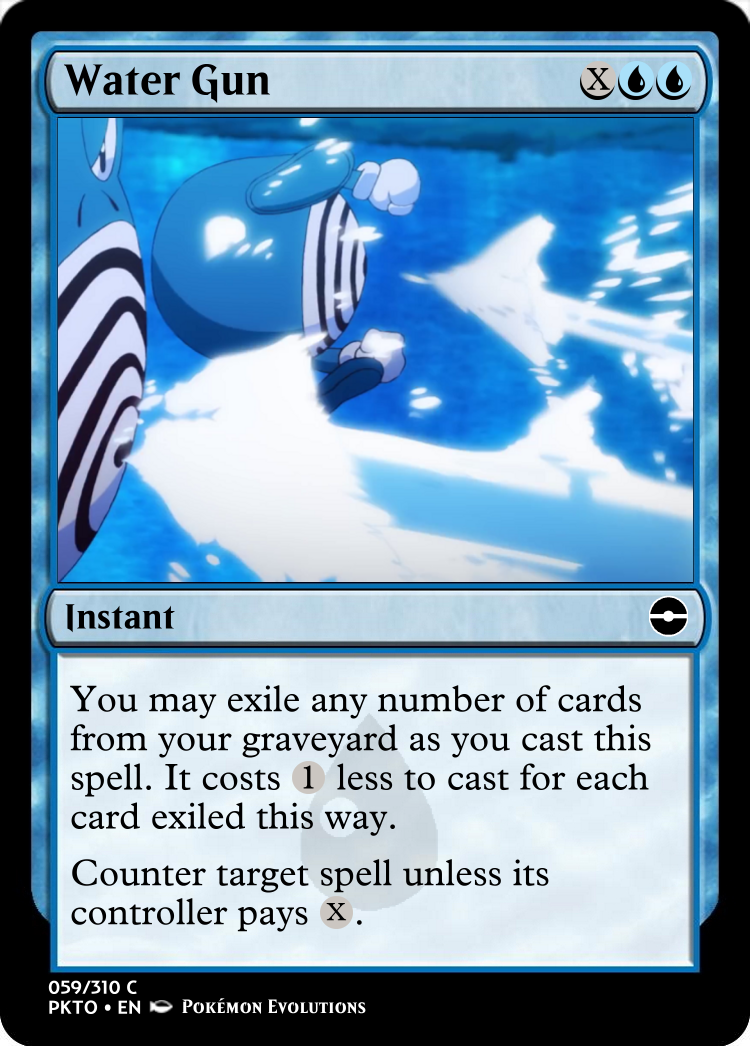 Water Gun X
Instant
You may exile any number of cards
from your graveyard as you cast this
spell. It costs 1 less to cast for each
card exiled this way.
Counter target spell unless its
controller pays X.
059/310 C
PKTO • EN POKÉMON EVOLUTIONS